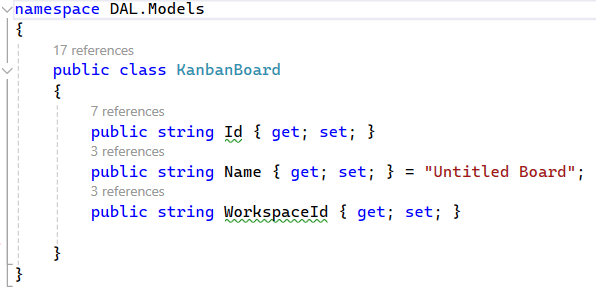 namespace DAL.Models
{
17 references
public class KanbanBoard
{
7 references
public string Id { get; set; }
3 references
public string Name { get; set; } = "Untitled Board";
3 references
public string WorkspaceId { get; set; }
}
}